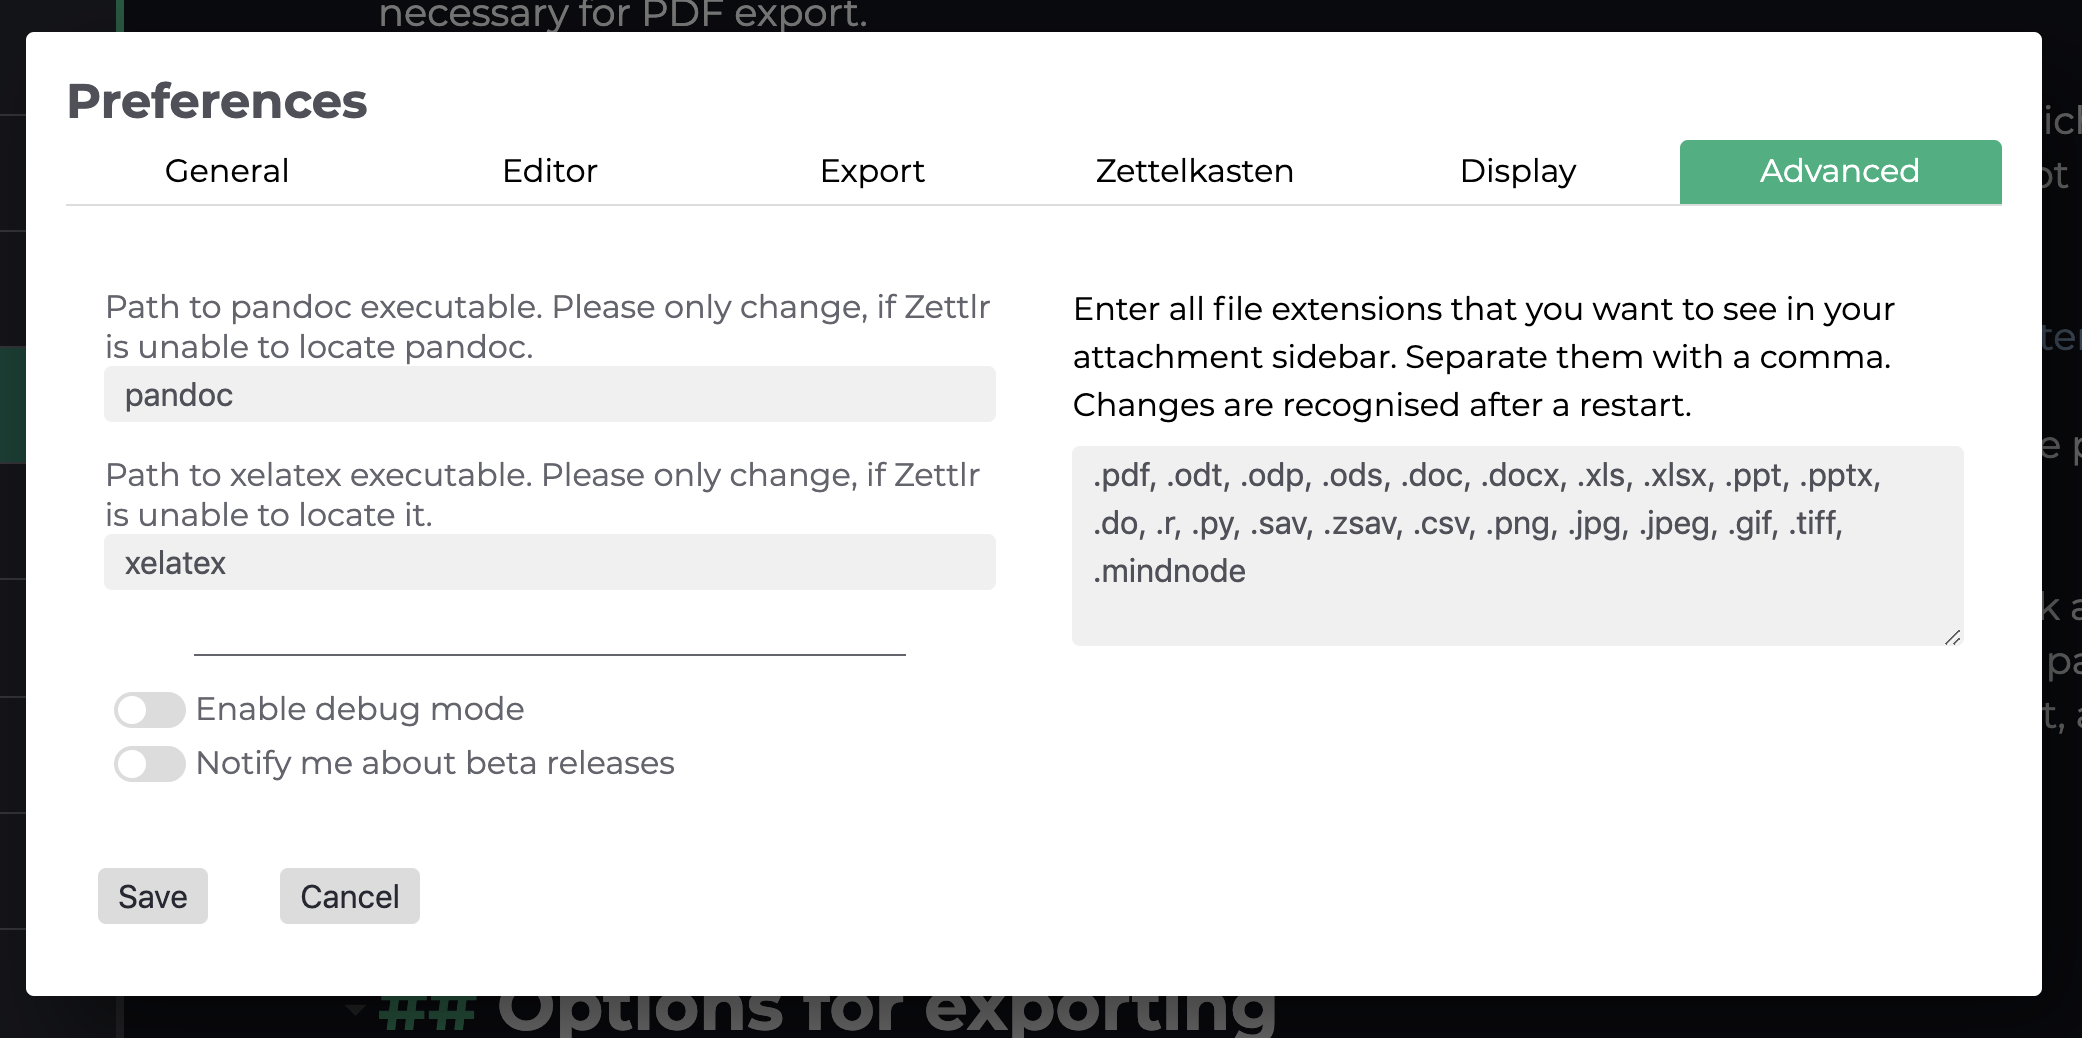 necessary for PDF export.
Preferences
General Editor Export Zettelkasten Display Advanced
Path to pandoc executable. Please only change, if Zettlr
is unable to locate pandoc.
pandoc
Path to xelatex executable. Please only change, if Zettlr
is unable to locate it.
xelatex
Enable debug mode
Notify me about beta releases
Enter all file extensions that you want to see in your
attachment sidebar. Separate them with a comma.
Changes are recognised after a restart.
.pdf, .odt, .odp, .ods, .doc, .docx, .xls, .xlsx, .ppt, .pptx,
.do, .r, .py, .sav, .zsav, .csv, .png, .jpg, .jpeg, .gif, .tiff,
.mindnode
Save Cancel
## Options for exporting